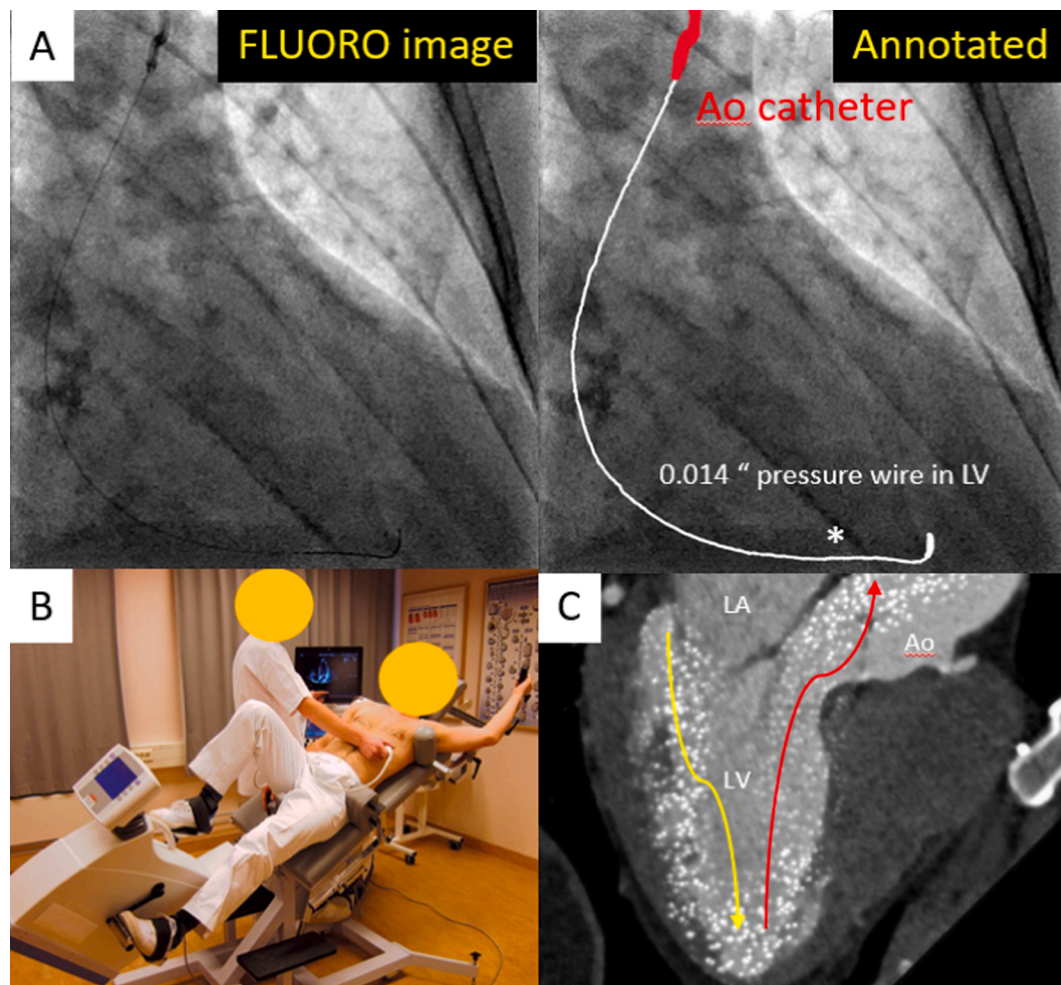 A
FLUORO image
Annotated
Ao catheter
0.014 “ pressure wire in LV
*
B
C
LA
Ao
LV